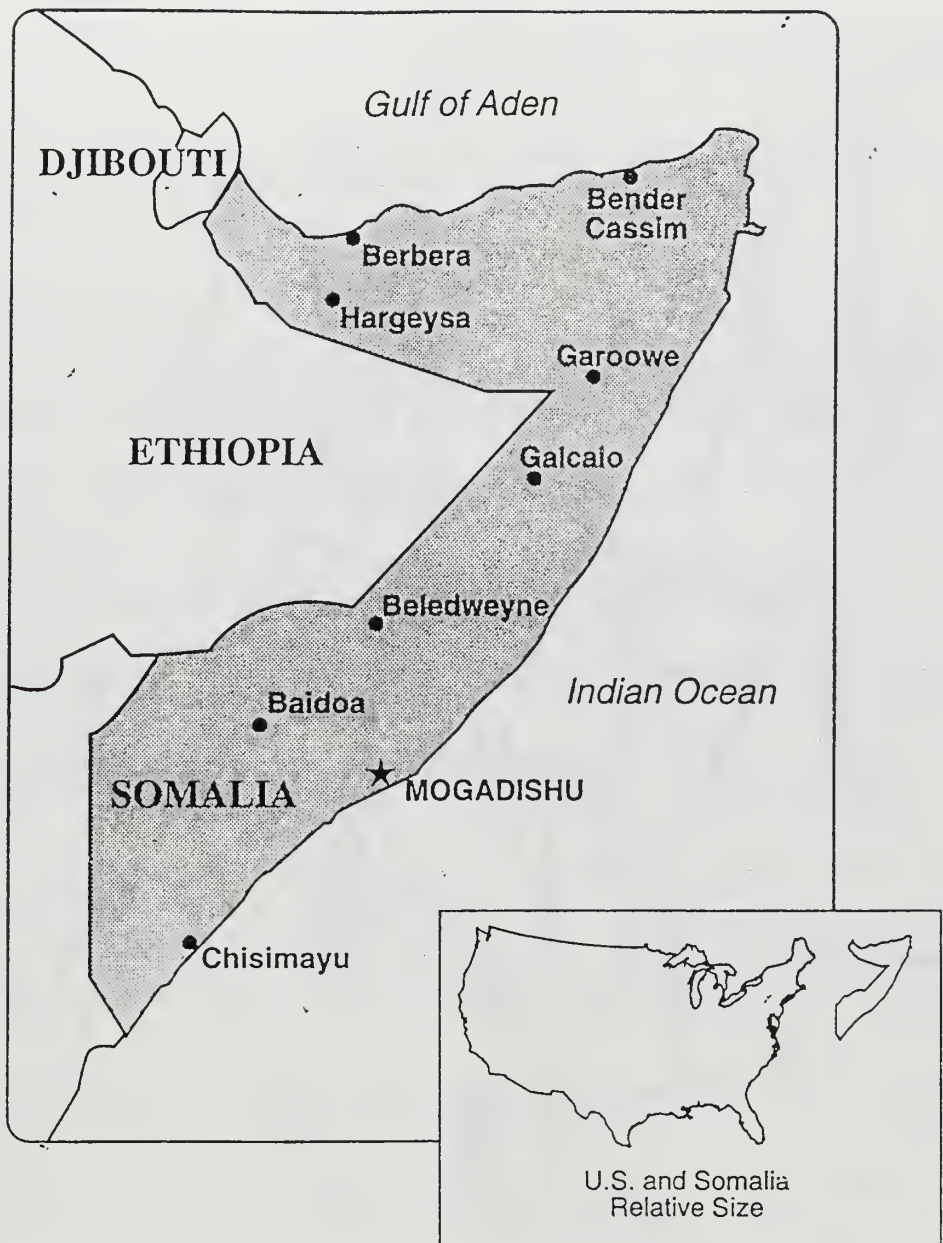 Gulf of Aden
DJIBOUTI
Bender
Cassim
Berbera
Hargeysa
Garoowe
ETHIOPIA
Galcaio
Beledweyne
Indian Ocean
Baidoa
SOMALIA
MOGADISHU
Chisimayu
U.S. and Somalia
Relative Size